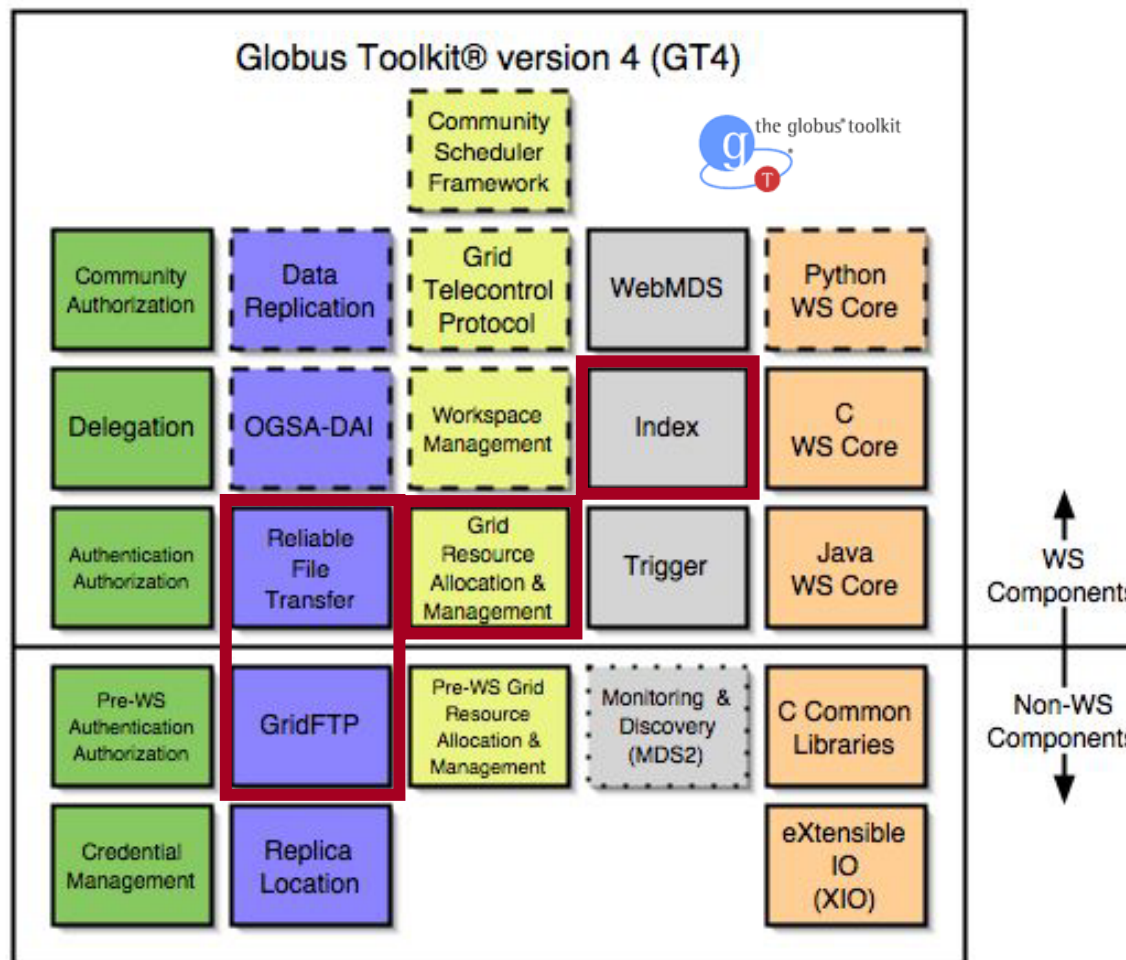 Globus Toolkit® version 4 (GT4)
the globus® toolkit
g
T
Community
Scheduler
Framework
Community
Authorization
Data
Replication
Grid
Telecontrol
Protocol
WebMDS
Python
WS Core
Delegation
OGSA-DAI
Workspace
Management
Index
C
WS Core
Authentication
Authorization
Reliable
File
Transfer
Grid
Resource
Allocation &
Management
Trigger
Java
WS Core
WS
Components
Pre-WS
Authentication
Authorization
GridFTP
Pre-WS Grid
Resource
Allocation &
Management
Monitoring &
Discovery
(MDS2)
C Common
Libraries
Non-WS
Components
Credential
Management
Replica
Location
eXtensible
IO
(XIO)